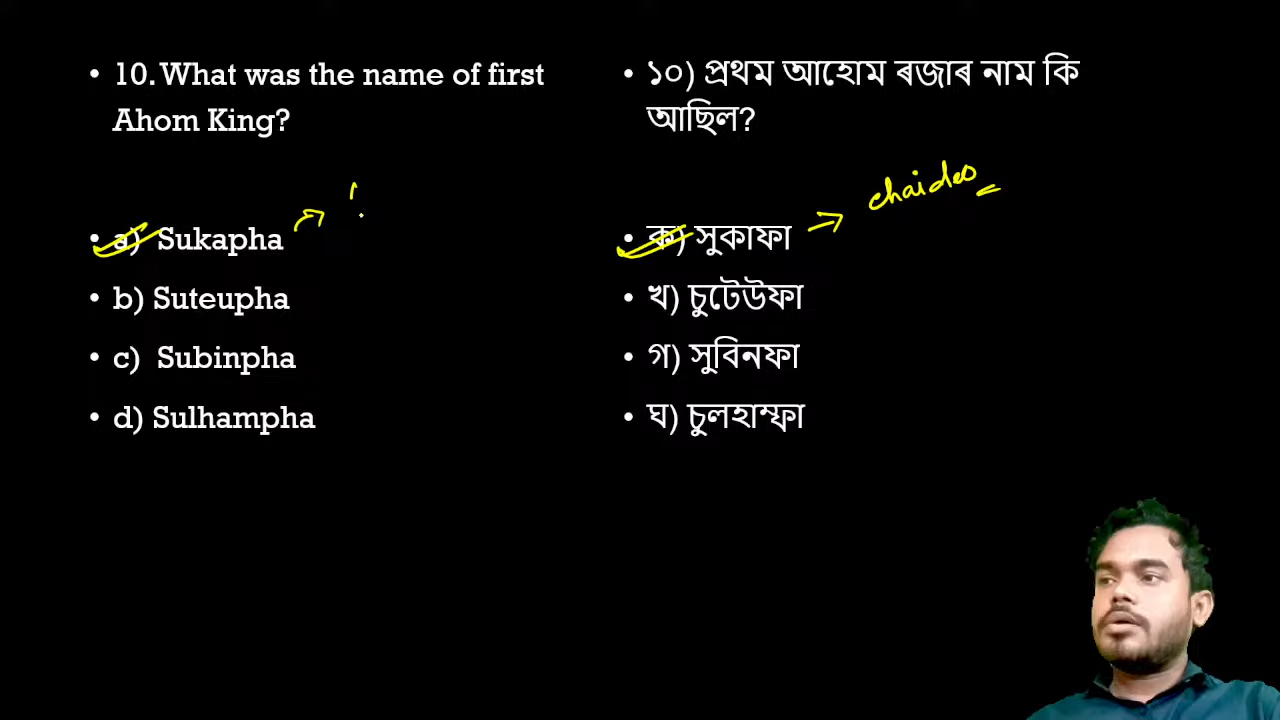 • 10. What was the name of first
Ahom King?
• a) Sukapha
• b) Suteupha
• c) Subinpha
• d) Sulhampha
• ১০) প্ৰথম আহোম ৰজাৰ নাম কি
আছিল?
chaideo
• ক) সুকাফা
• খ) চুটেউফা
• গ) সুবিনফা
• ঘ) চুলহাম্ফা